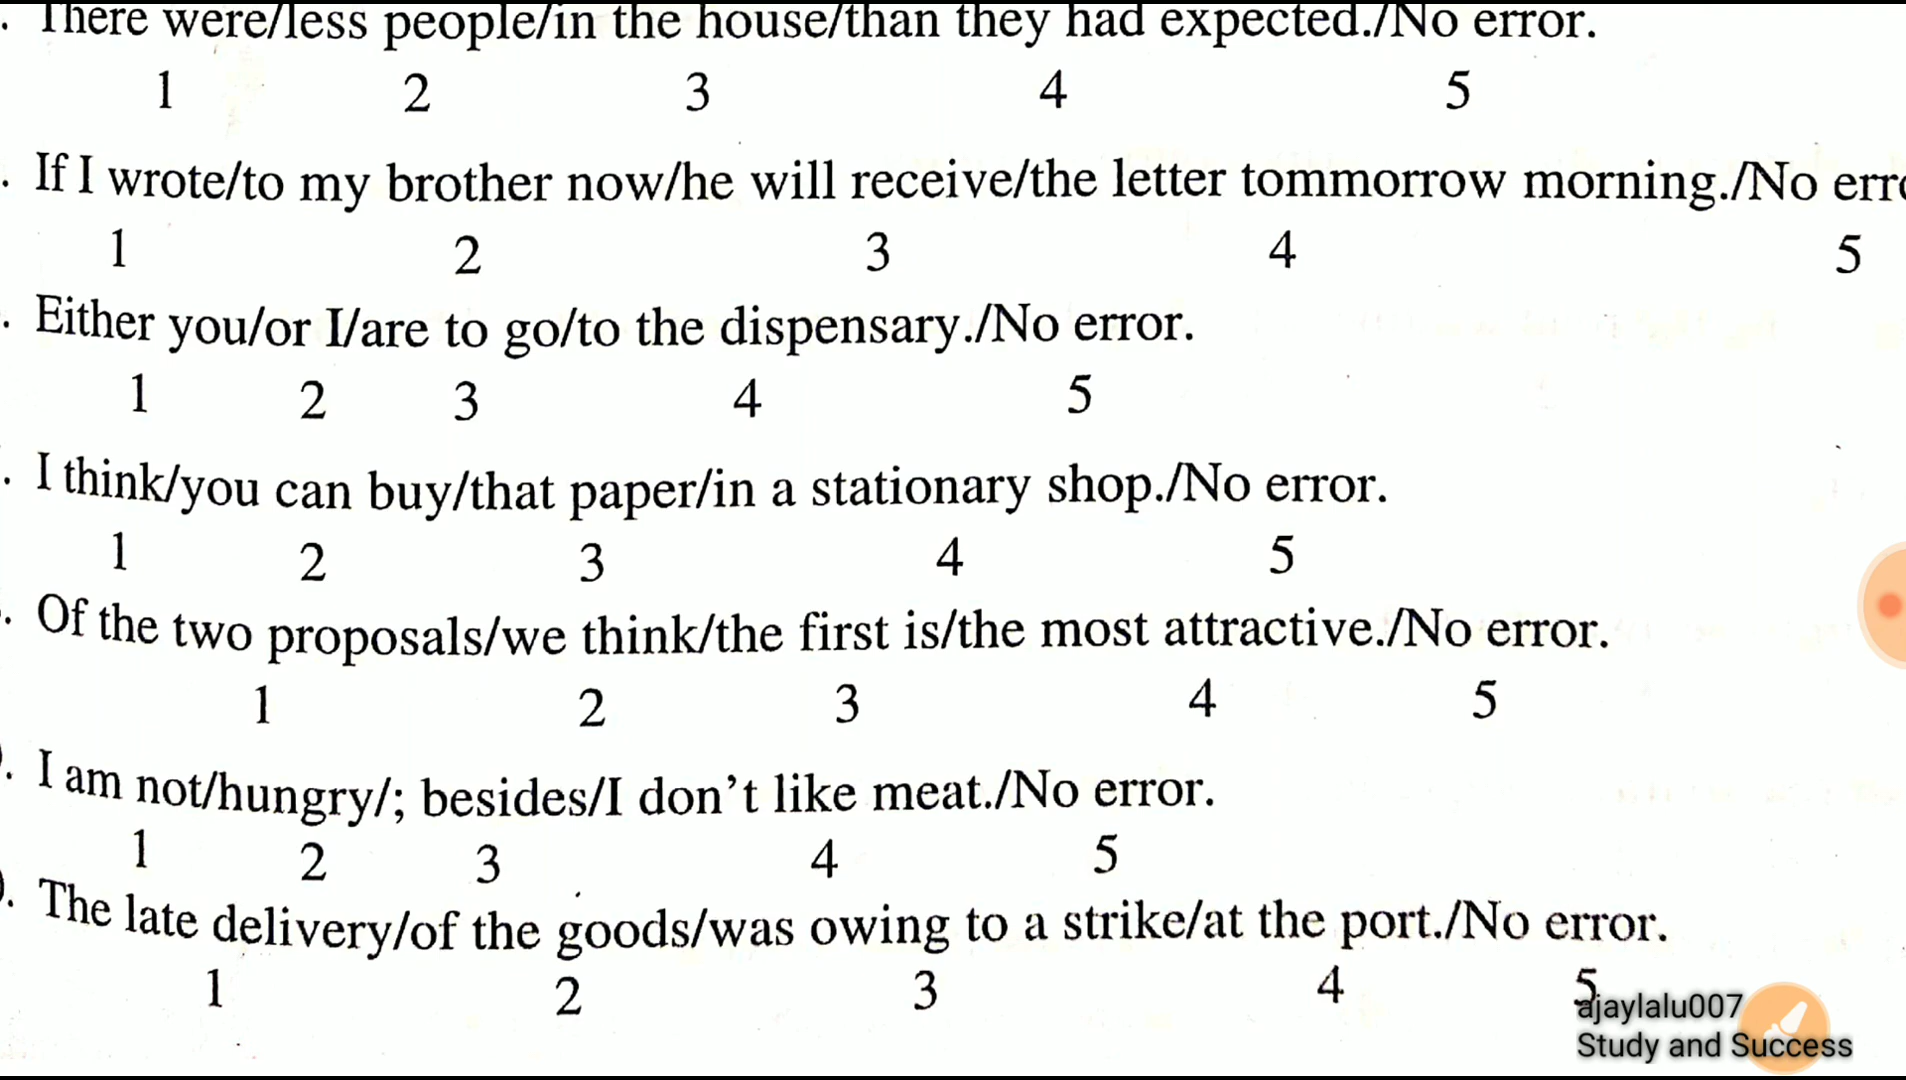 . There were/less people/in the house/than they had expected./No error.
1 2 3 4 5
. If I wrote/to my brother now/he will receive/the letter tommorrow morning./No erro
1 2 3 4 5
. Either you/or I/are to go/to the dispensary./No error.
1 2 3 4 5
. I think/you can buy/that paper/in a stationary shop./No error.
1 2 3 4 5
. Of the two proposals/we think/the first is/the most attractive./No error.
1 2 3 4 5
. I am not/hungry/; besides/I don’t like meat./No error.
1 2 3 4 5
. The late delivery/of the goods/was owing to a strike/at the port./No error.
1 2 3 4 5
ajaylalu007
Study and Success